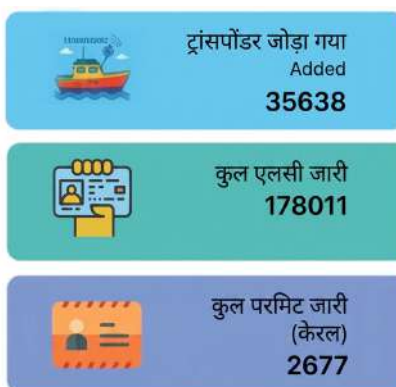 ट्रांसपोंडर जोड़ा गया
Added
35638
कुल एलसी जारी
178011
कुल परमिट जारी
(केरल)
2677